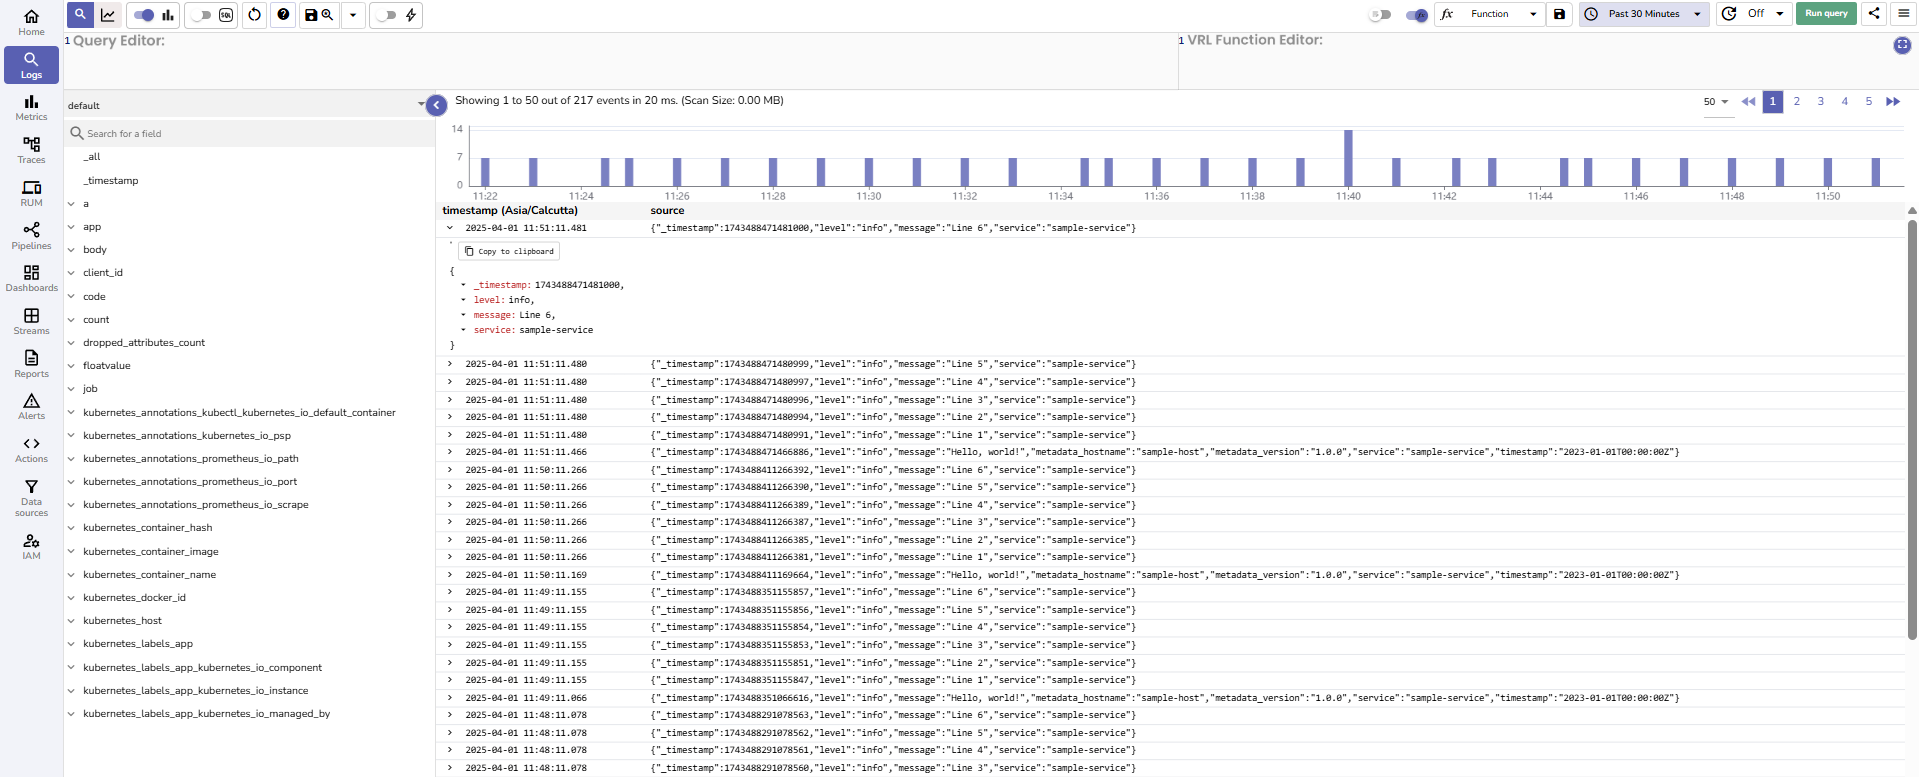 Home
Logs
Metrics
Traces
RUM
Pipelines
Dashboards
Streams
Reports
Alerts
Actions
Data
sources
IAM
SQL
fx
Function
Past 30 Minutes
Off
Run query
1 Query Editor:
1 VRL Function Editor:
default
Search for a field
_all
_timestamp
a
app
body
client_id
code
count
dropped_attributes_count
floatvalue
job
kubernetes_annotations_kubectl_kubernetes_io_default_container
kubernetes_annotations_kubernetes_io_psp
kubernetes_annotations_prometheus_io_path
kubernetes_annotations_prometheus_io_port
kubernetes_annotations_prometheus_io_scrape
kubernetes_container_hash
kubernetes_container_image
kubernetes_container_name
kubernetes_docker_id
kubernetes_host
kubernetes_labels_app
kubernetes_labels_app_kubernetes_io_component
kubernetes_labels_app_kubernetes_io_instance
kubernetes_labels_app_kubernetes_io_managed_by
Showing 1 to 50 out of 217 events in 20 ms. (Scan Size: 0.00 MB)
50 1 2 3 4 5
14
7
0
11:22 11:24 11:26 11:28 11:30 11:32 11:34 11:36 11:38 11:40 11:42 11:44 11:46 11:48 11:50
timestamp (Asia/Calcutta) source
2025-04-01 11:51:11.481 {"_timestamp":1743488471481000,"level":"info","message":"Line 6","service":"sample-service"}
Copy to clipboard
{
_timestamp: 1743488471481000,
level: info,
message: Line 6,
service: sample-service
}
2025-04-01 11:51:11.480 {"_timestamp":1743488471480999,"level":"info","message":"Line 5","service":"sample-service"}
2025-04-01 11:51:11.480 {"_timestamp":1743488471480997,"level":"info","message":"Line 4","service":"sample-service"}
2025-04-01 11:51:11.480 {"_timestamp":1743488471480996,"level":"info","message":"Line 3","service":"sample-service"}
2025-04-01 11:51:11.480 {"_timestamp":1743488471480994,"level":"info","message":"Line 2","service":"sample-service"}
2025-04-01 11:51:11.480 {"_timestamp":1743488471480991,"level":"info","message":"Line 1","service":"sample-service"}
2025-04-01 11:51:11.466 {"_timestamp":1743488471466886,"level":"info","message":"Hello, world!","metadata_hostname":"sample-host","metadata_version":"1.0.0","service":"sample-service","timestamp":"2023-01-01T00:00:00Z"}
2025-04-01 11:50:11.266 {"_timestamp":1743488411266392,"level":"info","message":"Line 6","service":"sample-service"}
2025-04-01 11:50:11.266 {"_timestamp":1743488411266390,"level":"info","message":"Line 5","service":"sample-service"}
2025-04-01 11:50:11.266 {"_timestamp":1743488411266389,"level":"info","message":"Line 4","service":"sample-service"}
2025-04-01 11:50:11.266 {"_timestamp":1743488411266387,"level":"info","message":"Line 3","service":"sample-service"}
2025-04-01 11:50:11.266 {"_timestamp":1743488411266385,"level":"info","message":"Line 2","service":"sample-service"}
2025-04-01 11:50:11.266 {"_timestamp":1743488411266381,"level":"info","message":"Line 1","service":"sample-service"}
2025-04-01 11:50:11.169 {"_timestamp":1743488411169664,"level":"info","message":"Hello, world!","metadata_hostname":"sample-host","metadata_version":"1.0.0","service":"sample-service","timestamp":"2023-01-01T00:00:00Z"}
2025-04-01 11:49:11.155 {"_timestamp":1743488351155857,"level":"info","message":"Line 6","service":"sample-service"}
2025-04-01 11:49:11.155 {"_timestamp":1743488351155856,"level":"info","message":"Line 5","service":"sample-service"}
2025-04-01 11:49:11.155 {"_timestamp":1743488351155854,"level":"info","message":"Line 4","service":"sample-service"}
2025-04-01 11:49:11.155 {"_timestamp":1743488351155853,"level":"info","message":"Line 3","service":"sample-service"}
2025-04-01 11:49:11.155 {"_timestamp":1743488351155851,"level":"info","message":"Line 2","service":"sample-service"}
2025-04-01 11:49:11.155 {"_timestamp":1743488351155847,"level":"info","message":"Line 1","service":"sample-service"}
2025-04-01 11:49:11.066 {"_timestamp":1743488351066616,"level":"info","message":"Hello, world!","metadata_hostname":"sample-host","metadata_version":"1.0.0","service":"sample-service","timestamp":"2023-01-01T00:00:00Z"}
2025-04-01 11:48:11.078 {"_timestamp":1743488291078563,"level":"info","message":"Line 6","service":"sample-service"}
2025-04-01 11:48:11.078 {"_timestamp":1743488291078562,"level":"info","message":"Line 5","service":"sample-service"}
2025-04-01 11:48:11.078 {"_timestamp":1743488291078561,"level":"info","message":"Line 4","service":"sample-service"}
2025-04-01 11:48:11.078 {"_timestamp":1743488291078560,"level":"info","message":"Line 3","service":"sample-service"}